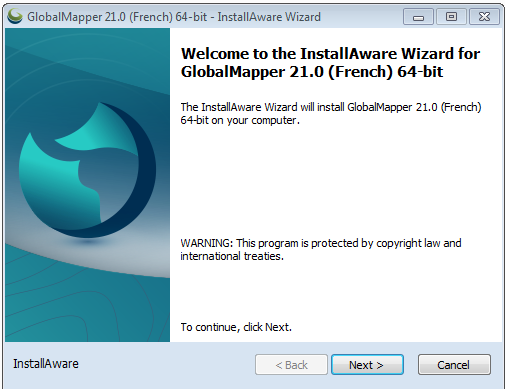 GlobalMapper 21.0 (French) 64-bit - InstallAware Wizard
Welcome to the InstallAware Wizard for
GlobalMapper 21.0 (French) 64-bit
The InstallAware Wizard will install GlobalMapper 21.0 (French)
64-bit on your computer.
WARNING: This program is protected by copyright law and
international treaties.
To continue, click Next.
InstallAware
< Back
Next >
Cancel